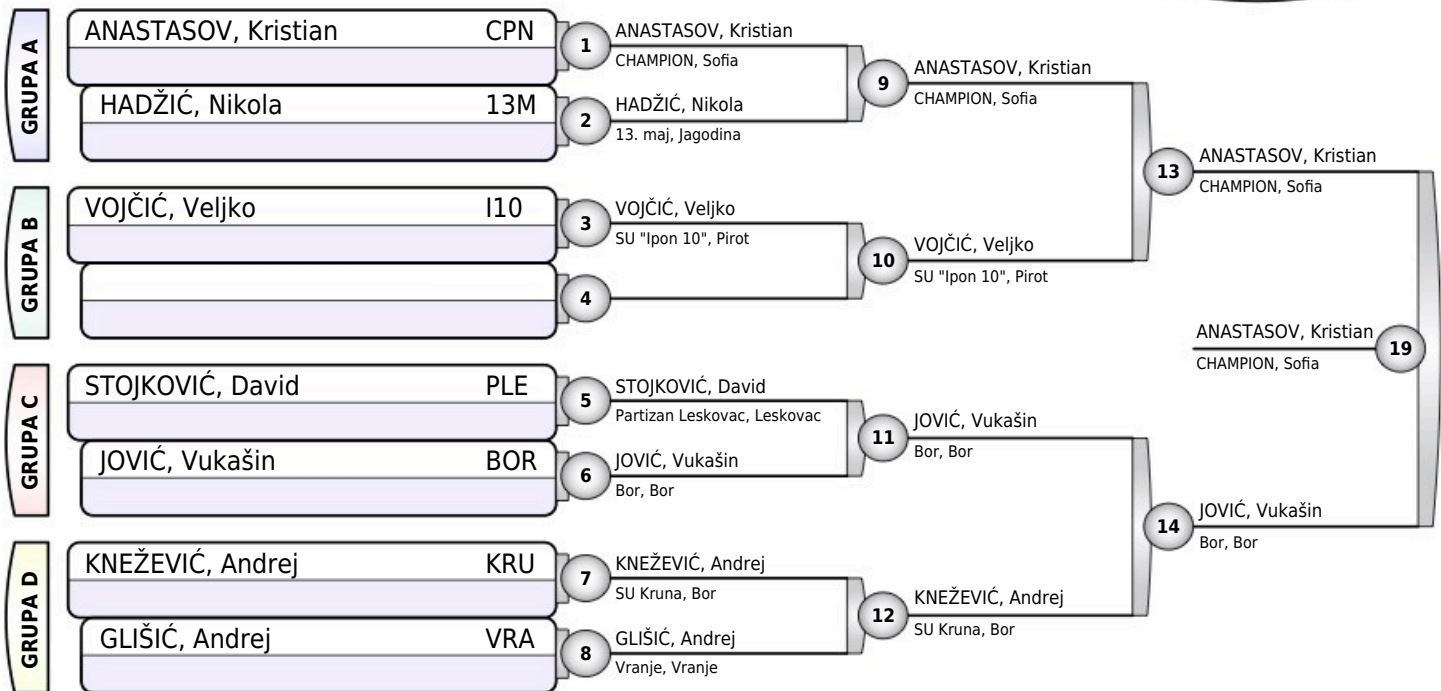 GRUPA A
ANASTASOV, Kristian CPN
HADŽIĆ, Nikola 13M
GRUPA B
VOJČIĆ, Veljko I10
GRUPA C
STOJKOVIĆ, David PLE
JOVIĆ, Vukašin BOR
GRUPA D
KNEŽEVIĆ, Andrej KRU
GLIŠIĆ, Andrej VRA
1
ANASTASOV, Kristian
CHAMPION, Sofia
2
HADŽIĆ, Nikola
13. maj, Jagodina
3
VOJČIĆ, Veljko
SU "Ipon 10", Pirot
4
5
STOJKOVIĆ, David
Partizan Leskovac, Leskovac
6
JOVIĆ, Vukašin
Bor, Bor
7
KNEŽEVIĆ, Andrej
SU Kruna, Bor
8
GLIŠIĆ, Andrej
Vranje, Vranje
9
ANASTASOV, Kristian
CHAMPION, Sofia
10
VOJČIĆ, Veljko
SU "Ipon 10", Pirot
11
JOVIĆ, Vukašin
Bor, Bor
12
KNEŽEVIĆ, Andrej
SU Kruna, Bor
13
ANASTASOV, Kristian
CHAMPION, Sofia
14
JOVIĆ, Vukašin
Bor, Bor
ANASTASOV, Kristian
CHAMPION, Sofia
19